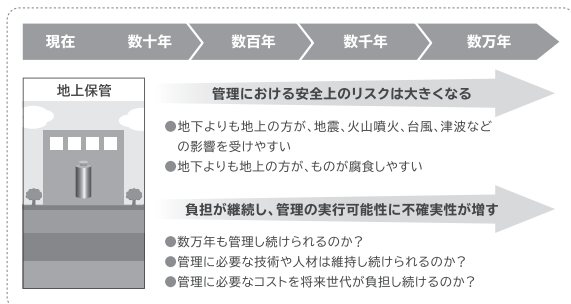 現在 数十年 数百年 数千年 数万年
地上保管
管理における安全上のリスクは大きくなる
●地下よりも地上の方が、地震、火山噴火、台風、津波など
の影響を受けやすい
●地下よりも地上の方が、ものが腐食しやすい
負担が継続し、管理の実行可能性に不確実性が増す
●数万年も管理し続けられるのか？
●管理に必要な技術や人材は維持し続けられるのか？
●管理に必要なコストを将来世代が負担し続けるのか？